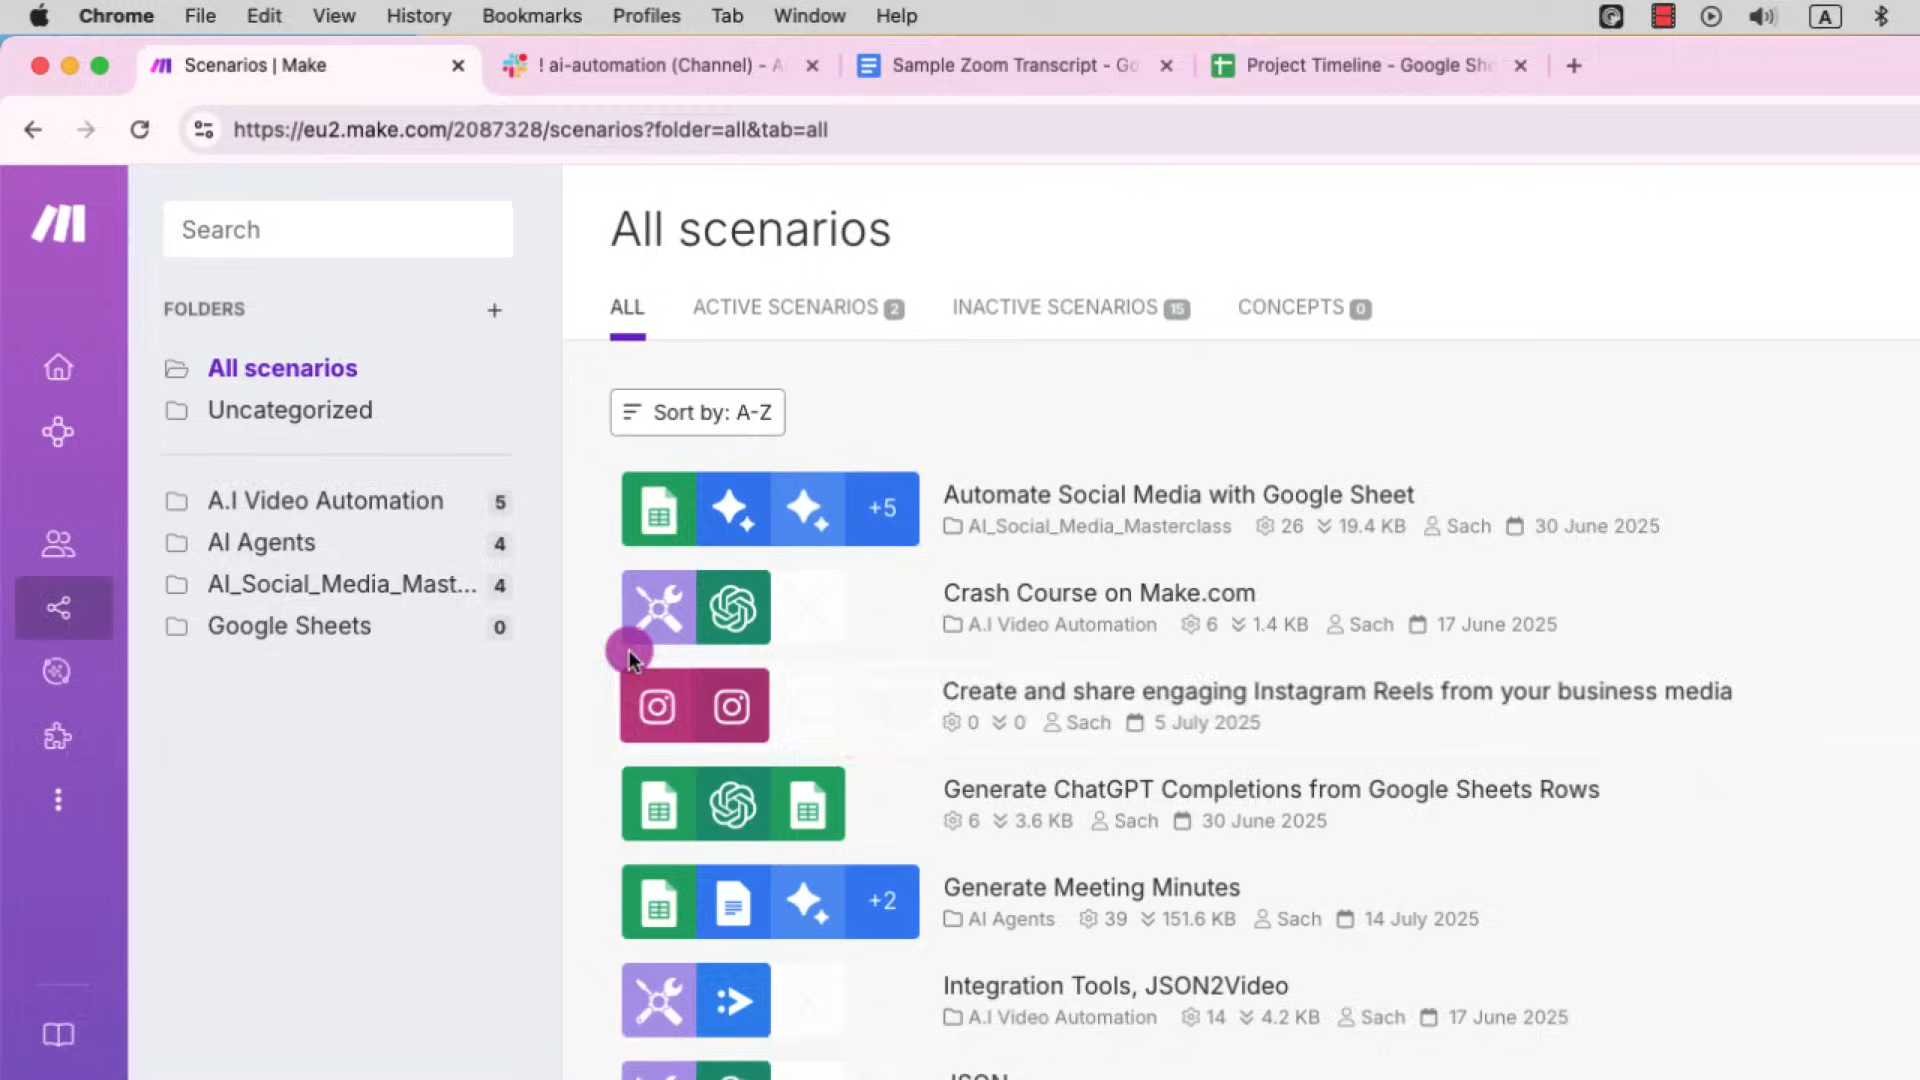 Chrome File Edit View History Bookmarks Profiles Tab Window Help A
Scenarios | Make
! ai-automation (Channel) - A
Sample Zoom Transcript - Go
Project Timeline - Google She
https://eu2.make.com/2087328/scenarios?folder=all&tab=all
Search
FOLDERS
All scenarios
Uncategorized
A.I Video Automation 5
AI Agents 4
AI_Social_Media_Mast... 4
Google Sheets 0
All scenarios
ALL ACTIVE SCENARIOS 2 INACTIVE SCENARIOS 15 CONCEPTS 0
Sort by: A-Z
+5
Automate Social Media with Google Sheet
AI_Social_Media_Masterclass 26 19.4 KB Sach 30 June 2025
Crash Course on Make.com
A.I Video Automation 6 1.4 KB Sach 17 June 2025
Create and share engaging Instagram Reels from your business media
0 0 Sach 5 July 2025
Generate ChatGPT Completions from Google Sheets Rows
6 3.6 KB Sach 30 June 2025
+2
Generate Meeting Minutes
AI Agents 39 151.6 KB Sach 14 July 2025
Integration Tools, JSON2Video
A.I Video Automation 14 4.2 KB Sach 17 June 2025